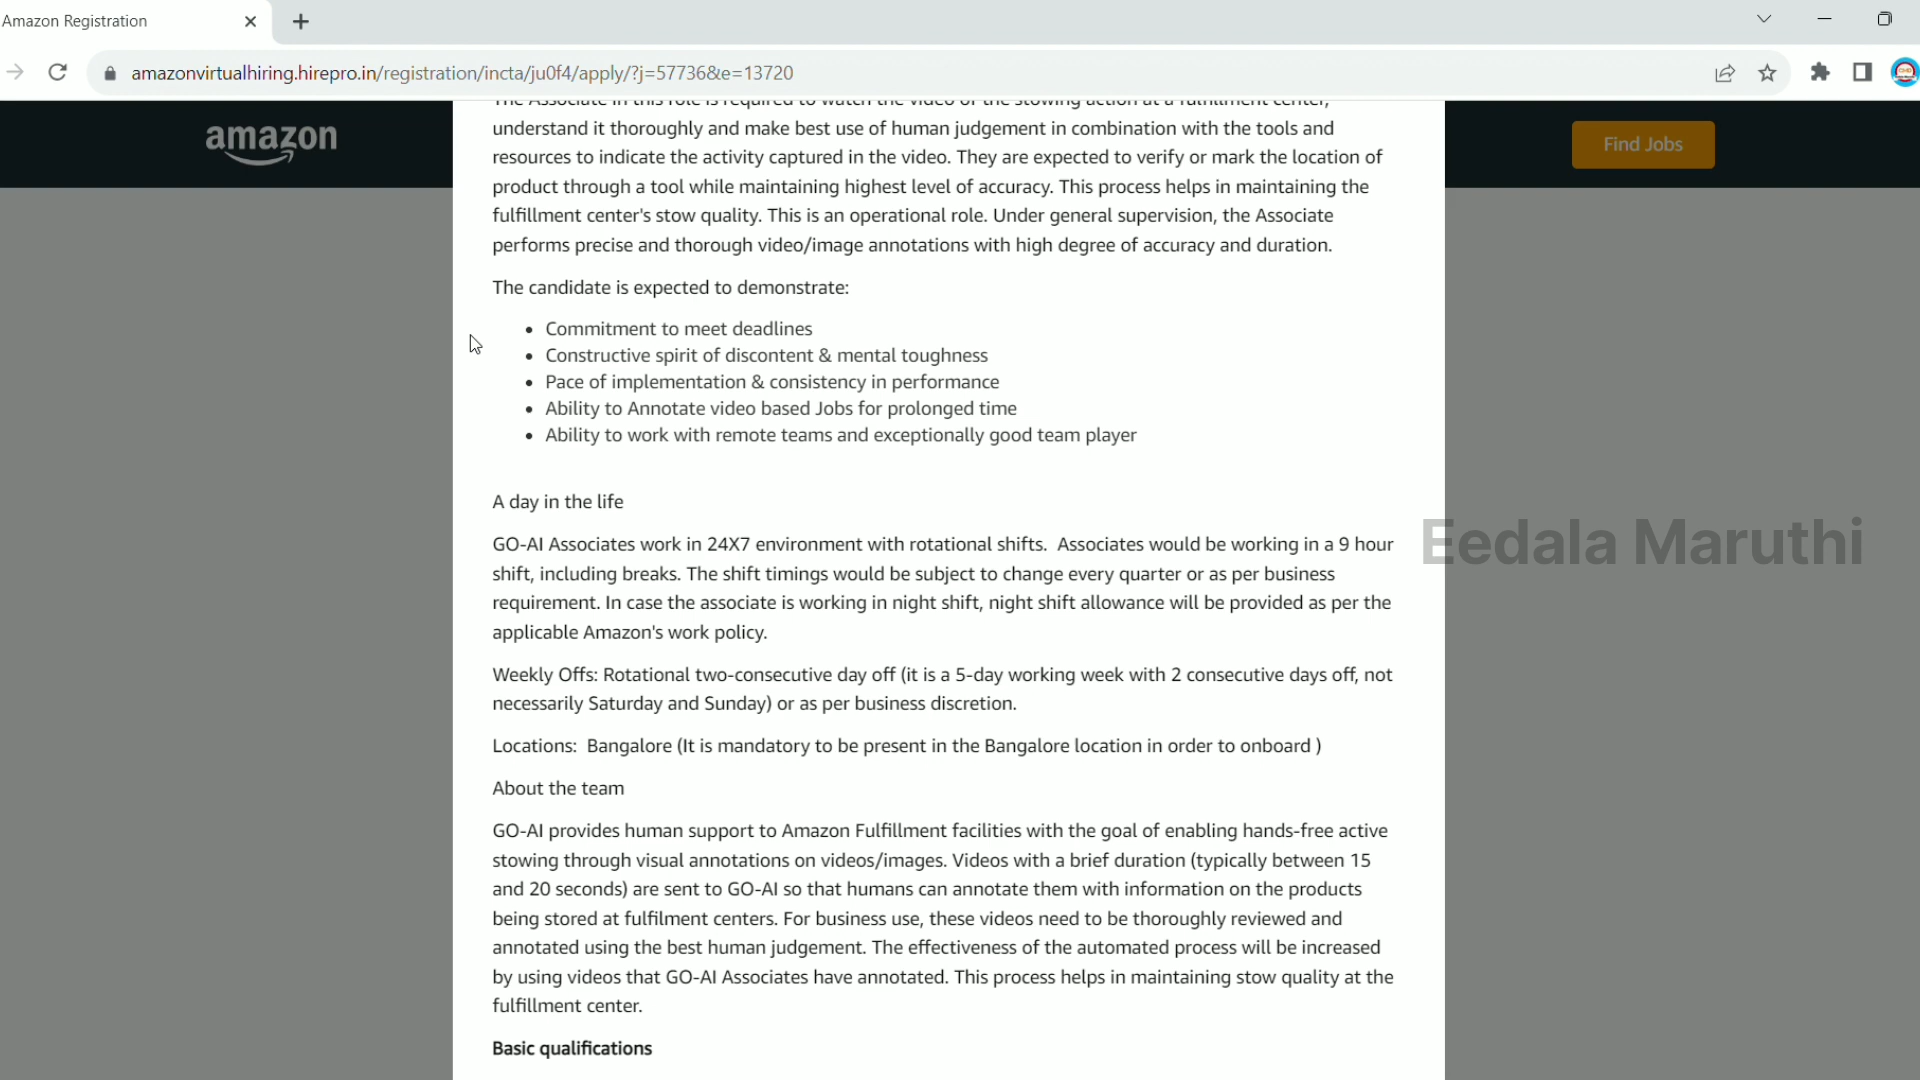 Amazon Registration
amazonvirtualhiring.hirepro.in/registration/incta/ju0f4/apply/?j=57736&e=13720
The Associate in this role is required to watch the video of the stowing action at a fulfillment center,
amazon
Find Jobs
understand it thoroughly and make best use of human judgement in combination with the tools and
resources to indicate the activity captured in the video. They are expected to verify or mark the location of
product through a tool while maintaining highest level of accuracy. This process helps in maintaining the
fulfillment center's stow quality. This is an operational role. Under general supervision, the Associate
performs precise and thorough video/image annotations with high degree of accuracy and duration.
The candidate is expected to demonstrate:
• Commitment to meet deadlines
• Constructive spirit of discontent & mental toughness
• Pace of implementation & consistency in performance
• Ability to Annotate video based Jobs for prolonged time
• Ability to work with remote teams and exceptionally good team player
A day in the life
GO-AI Associates work in 24X7 environment with rotational shifts.  Associates would be working in a 9 hour
shift, including breaks. The shift timings would be subject to change every quarter or as per business
requirement. In case the associate is working in night shift, night shift allowance will be provided as per the
applicable Amazon's work policy.
Eedala Maruthi
Weekly Offs: Rotational two-consecutive day off (it is a 5-day working week with 2 consecutive days off, not
necessarily Saturday and Sunday) or as per business discretion.
Locations:  Bangalore (It is mandatory to be present in the Bangalore location in order to onboard )
About the team
GO-AI provides human support to Amazon Fulfillment facilities with the goal of enabling hands-free active
stowing through visual annotations on videos/images. Videos with a brief duration (typically between 15
and 20 seconds) are sent to GO-AI so that humans can annotate them with information on the products
being stored at fulfilment centers. For business use, these videos need to be thoroughly reviewed and
annotated using the best human judgement. The effectiveness of the automated process will be increased
by using videos that GO-AI Associates have annotated. This process helps in maintaining stow quality at the
fulfillment center.
Basic qualifications